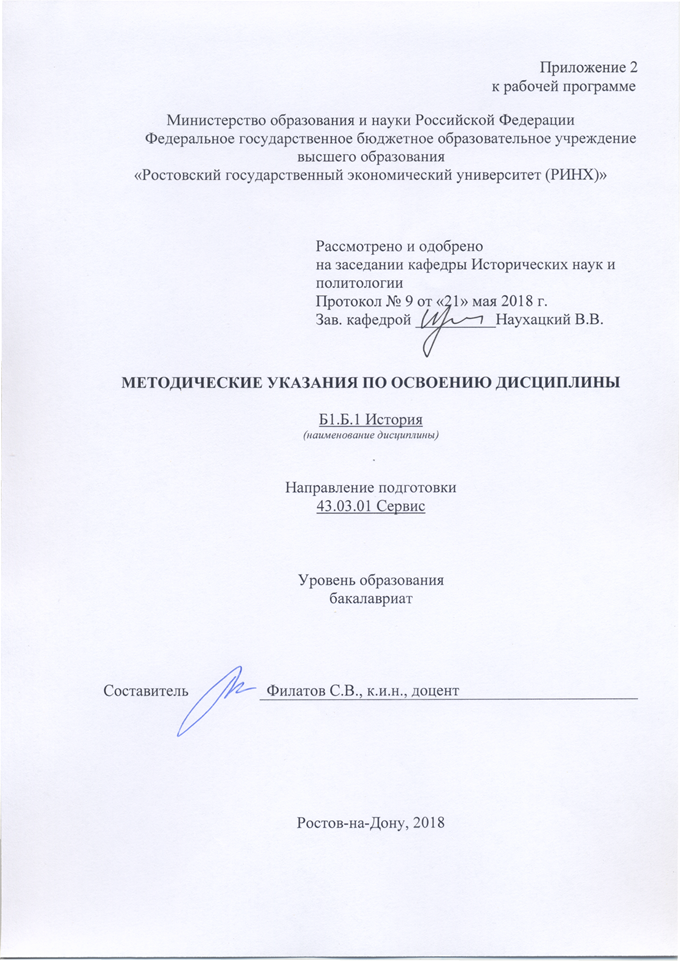 Приложение 2
к рабочей программе
Министерство образования и науки Российской Федерации
Федеральное государственное бюджетное образовательное учреждение
высшего образования
«Ростовский государственный экономический университет (РИНХ)»
Рассмотрено и одобрено
на заседании кафедры Исторических наук и
политологии
Протокол № 9 от «21» мая 2018 г.
Зав. кафедрой __________Наухацкий В.В.
МЕТОДИЧЕСКИЕ УКАЗАНИЯ ПО ОСВОЕНИЮ ДИСЦИПЛИНЫ
Б1.Б.1 История
(наименование дисциплины)
Направление подготовки
43.03.01 Сервис
Уровень образования
бакалавриат
Составитель Филатов С.В., к.и.н., доцент
Ростов-на-Дону, 2018